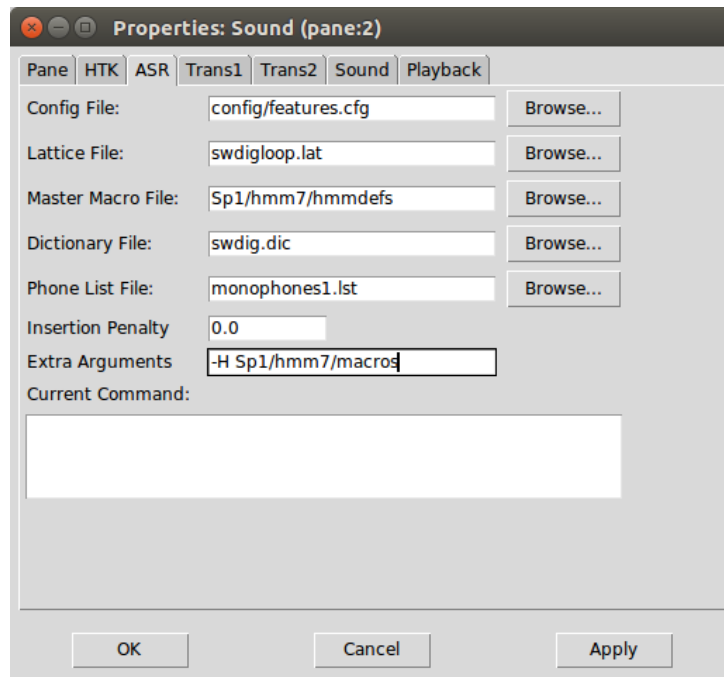 Properties: Sound (pane:2)
Pane HTK ASR Trans1 Trans2 Sound Playback
Config File: config/features.cfg Browse...
Lattice File: swdigloop.lat Browse...
Master Macro File: Sp1/hmm7/hmmdefs Browse...
Dictionary File: swdig.dic Browse...
Phone List File: monophones1.lst Browse...
Insertion Penalty 0.0
Extra Arguments -H Sp1/hmm7/macros
Current Command:
OK Cancel Apply